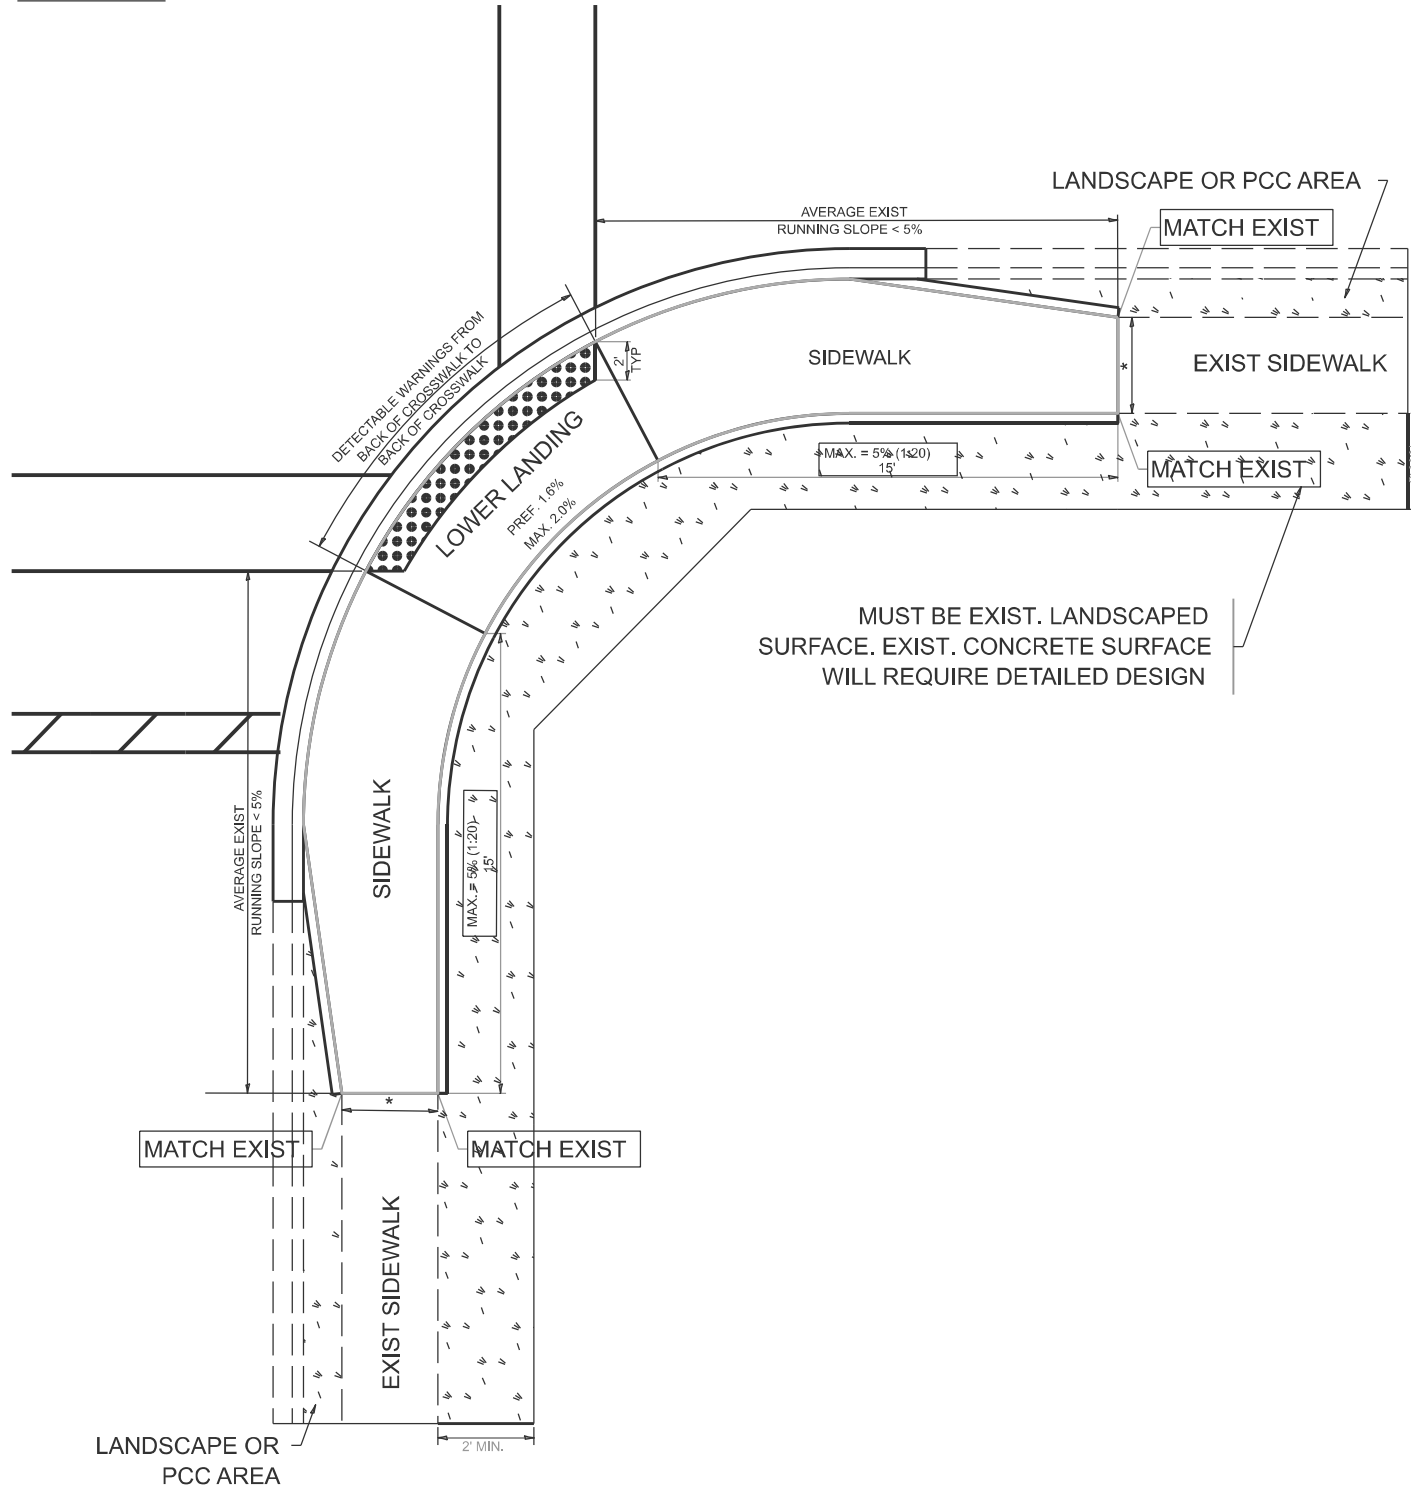 LANDSCAPE OR PCC AREA
AVERAGE EXIST
RUNNING SLOPE < 5%
MATCH EXIST
DETECTABLE WARNINGS FROM
BACK OF CROSSWALK TO
BACK OF CROSSWALK
2'
TYP
SIDEWALK
*
EXIST SIDEWALK
LOWER LANDING
PREF. 1.6%
MAX. 2.0%
MAX. = 5% (1:20)
15'
MATCH EXIST
MUST BE EXIST. LANDSCAPED
SURFACE. EXIST. CONCRETE SURFACE
WILL REQUIRE DETAILED DESIGN
AVERAGE EXIST
RUNNING SLOPE < 5%
SIDEWALK
MAX. = 5% (1:20)
15'
*
MATCH EXIST
MATCH EXIST
EXIST SIDEWALK
LANDSCAPE OR
PCC AREA
2' MIN.